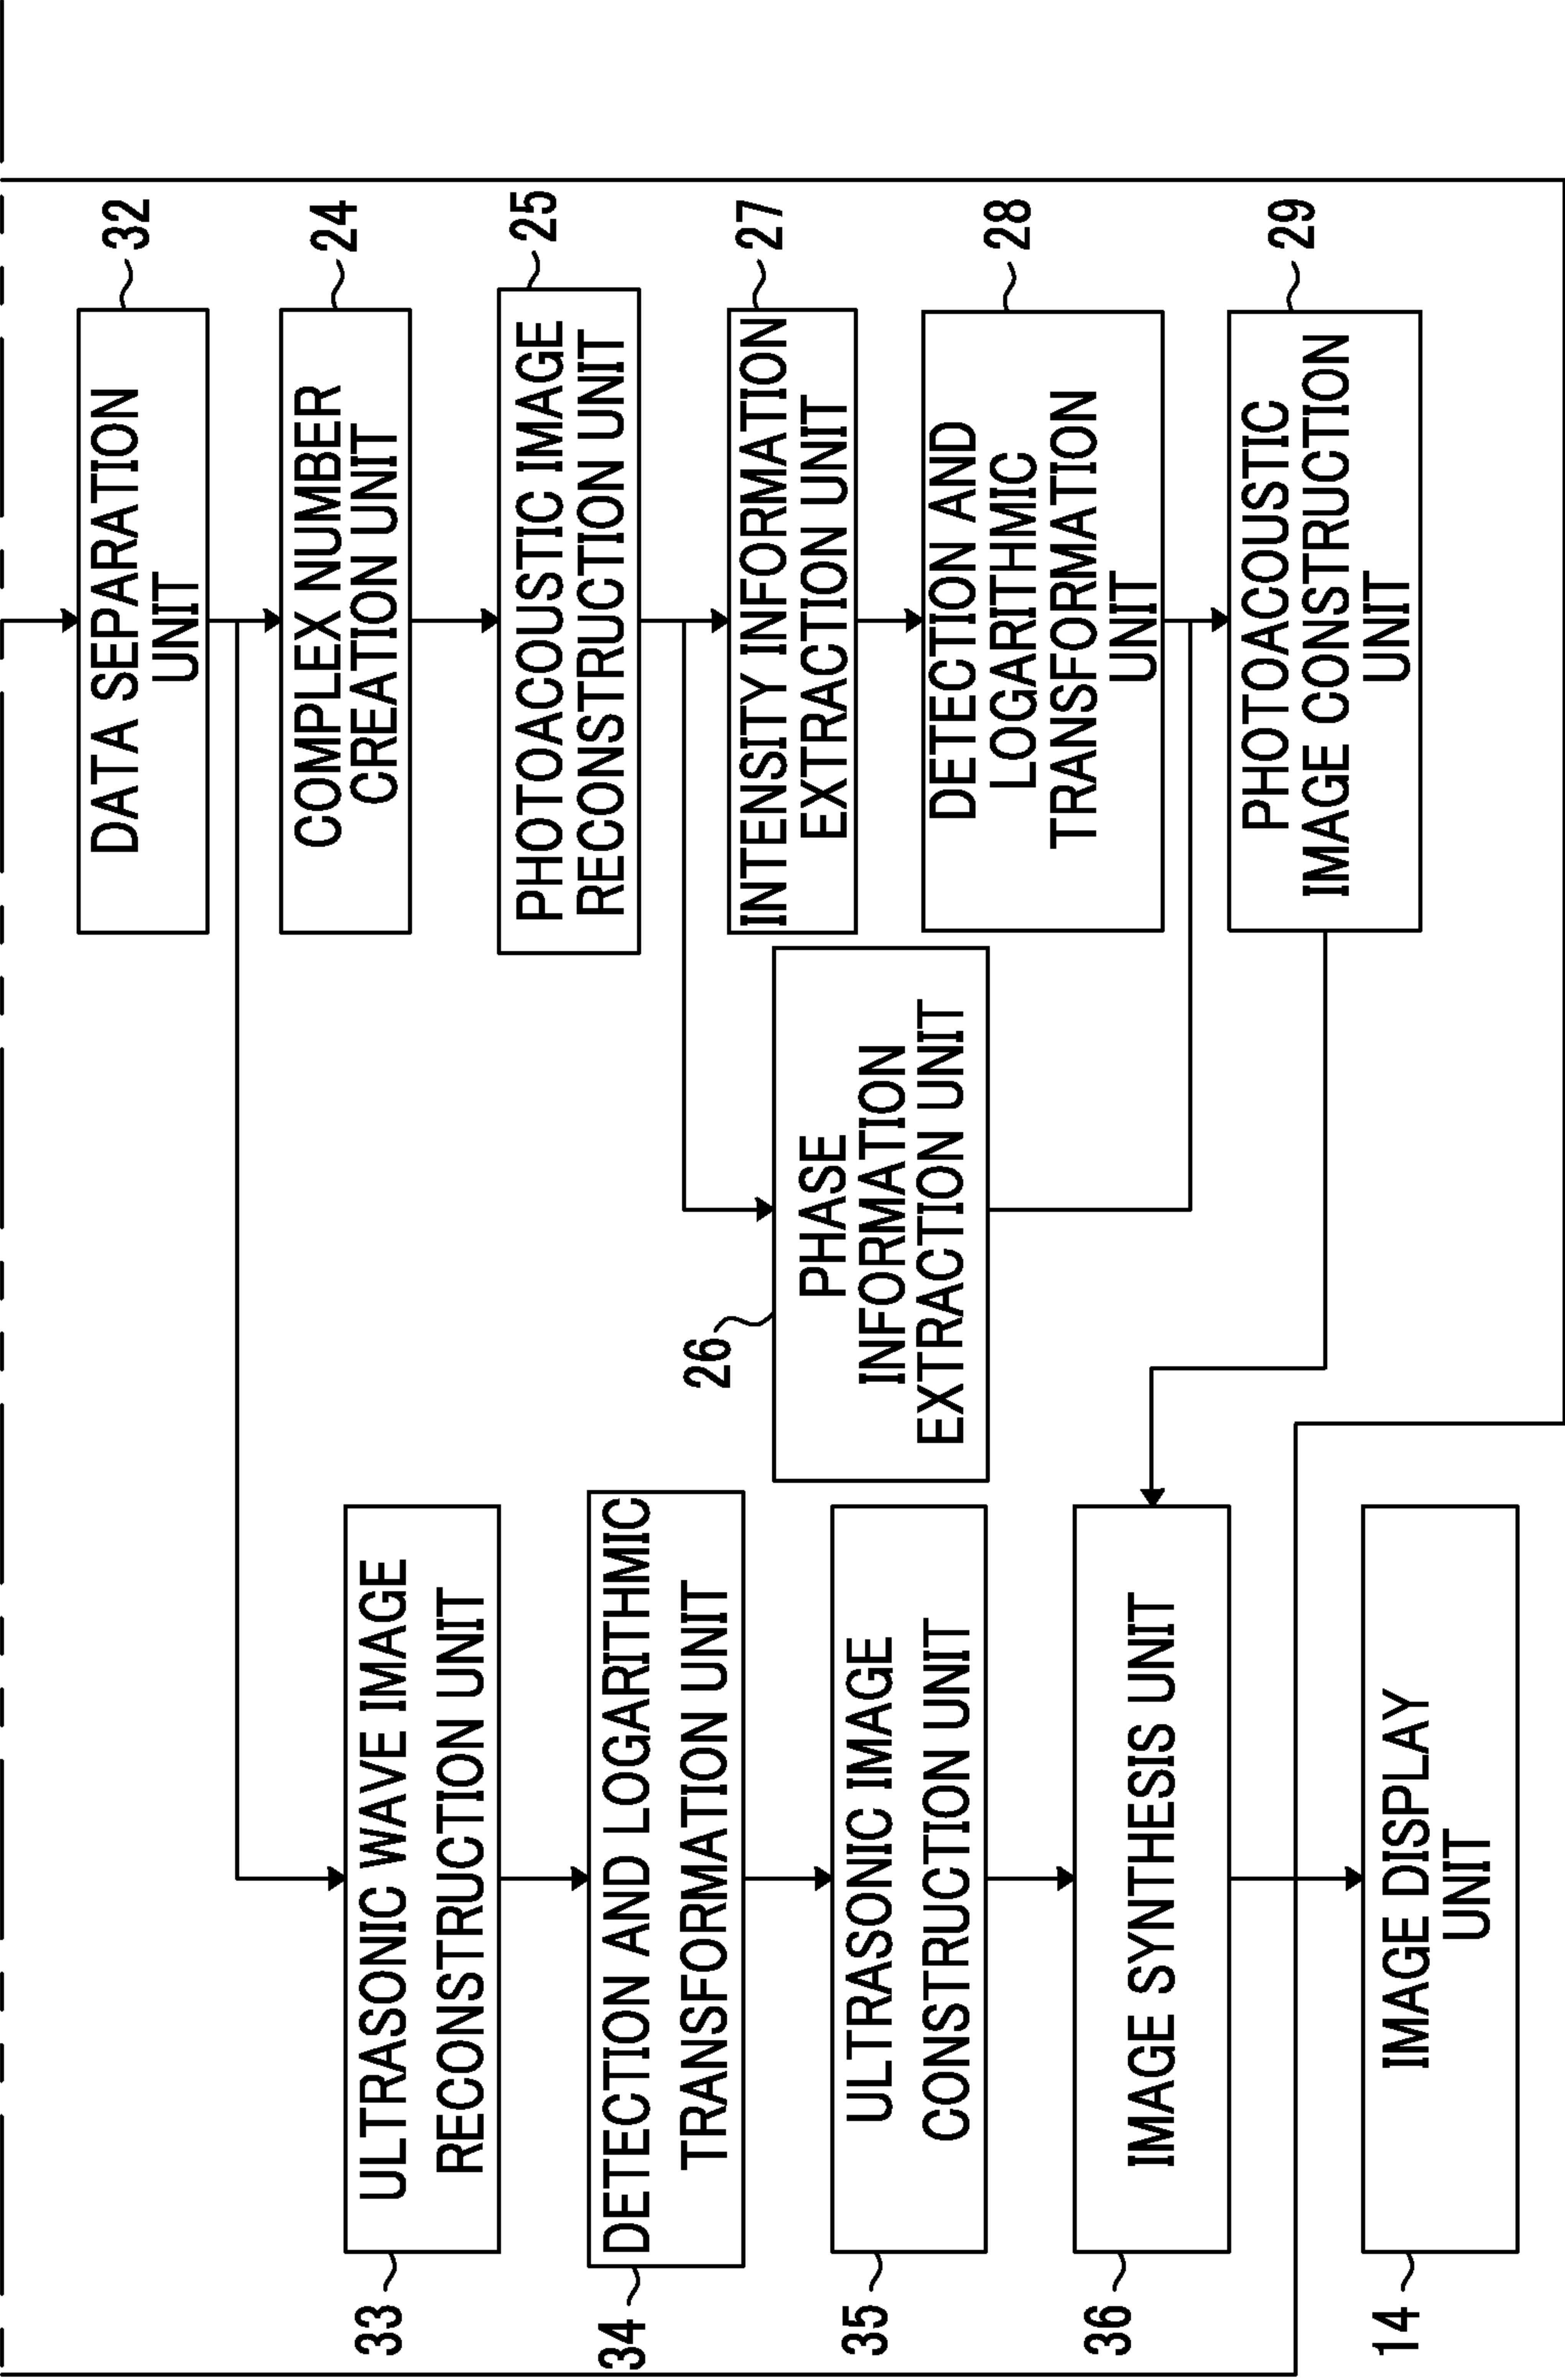 32
DATA SEPARATION
UNIT
24
COMPLEX NUMBER
CREATION UNIT
25
PHOTOACOUSTIC IMAGE
RECONSTRUCTION UNIT
27
INTENSITY INFORMATION
EXTRACTION UNIT
28
DETECTION AND
LOGARITHMIC
TRANSFORMATION
UNIT
29
PHOTOACOUSTIC
IMAGE CONSTRUCTION
UNIT
26
PHASE
INFORMATION
EXTRACTION UNIT
33
ULTRASONIC WAVE IMAGE
RECONSTRUCTION UNIT
34
DETECTION AND LOGARITHMIC
TRANSFORMATION UNIT
35
ULTRASONIC IMAGE
CONSTRUCTION UNIT
36
IMAGE SYNTHESIS UNIT
14
IMAGE DISPLAY
UNIT